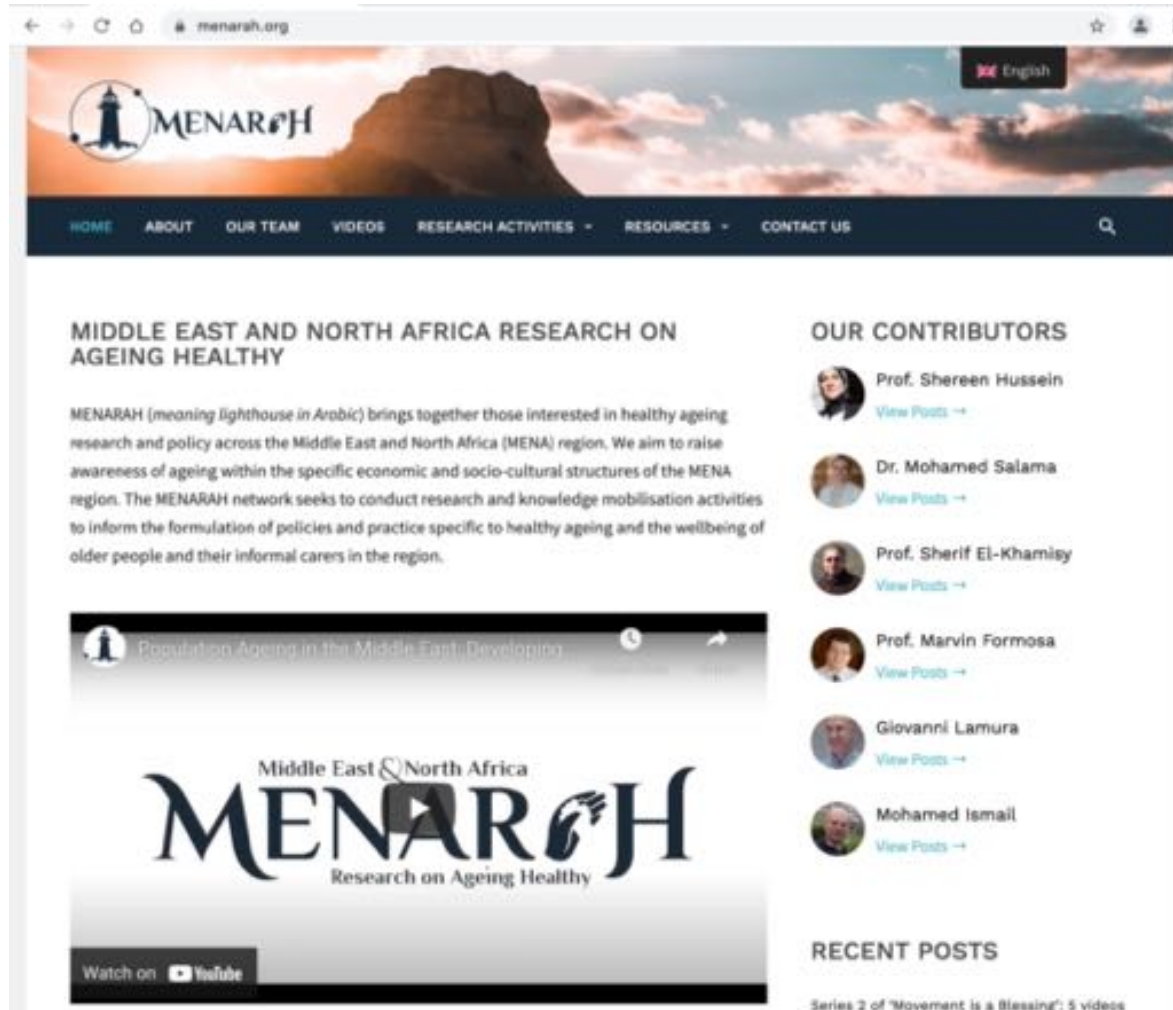 menarah.org
English
MENARAH
HOME ABOUT OUR TEAM VIDEOS RESEARCH ACTIVITIES RESOURCES CONTACT US
MIDDLE EAST AND NORTH AFRICA RESEARCH ON
AGEING HEALTHY
MENARAH (meaning lighthouse in Arabic) brings together those interested in healthy ageing
research and policy across the Middle East and North Africa (MENA) region. We aim to raise
awareness of ageing within the specific economic and socio-cultural structures of the MENA
region. The MENARAH network seeks to conduct research and knowledge mobilisation activities
to inform the formulation of policies and practice specific to healthy ageing and the wellbeing of
older people and their informal carers in the region.
Population Ageing in the Middle East: Developing...
Middle East & North Africa
MENARAH
Research on Ageing Healthy
Watch on YouTube
OUR CONTRIBUTORS
Prof. Shereen Hussein
View Posts →
Dr. Mohamed Salama
View Posts →
Prof. Sherif El-Khamisy
View Posts →
Prof. Marvin Formosa
View Posts →
Giovanni Lamura
View Posts →
Mohamed Ismail
View Posts →
RECENT POSTS
Series 2 of "Movement is a Blessing": 5 videos